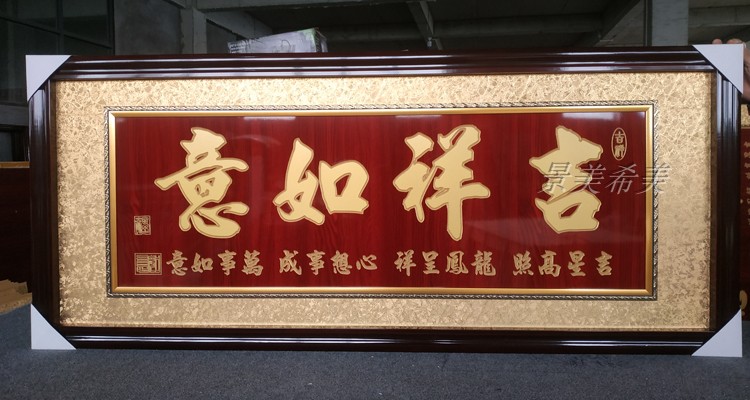 吉祥如意
吉星高照 龍鳳呈祥 心想事成 萬事如意
景美希美